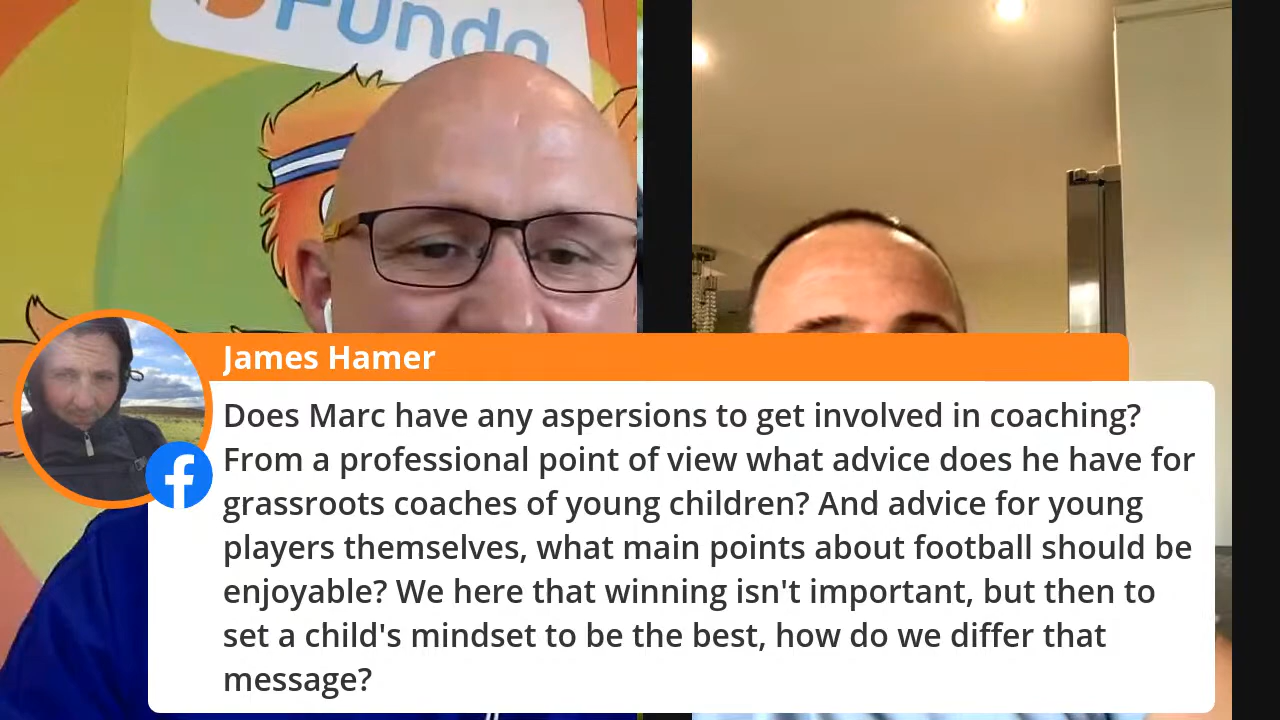 Funda
James Hamer
Does Marc have any aspersions to get involved in coaching?
From a professional point of view what advice does he have for
grassroots coaches of young children? And advice for young
players themselves, what main points about football should be
enjoyable? We here that winning isn't important, but then to
set a child's mindset to be the best, how do we differ that
message?